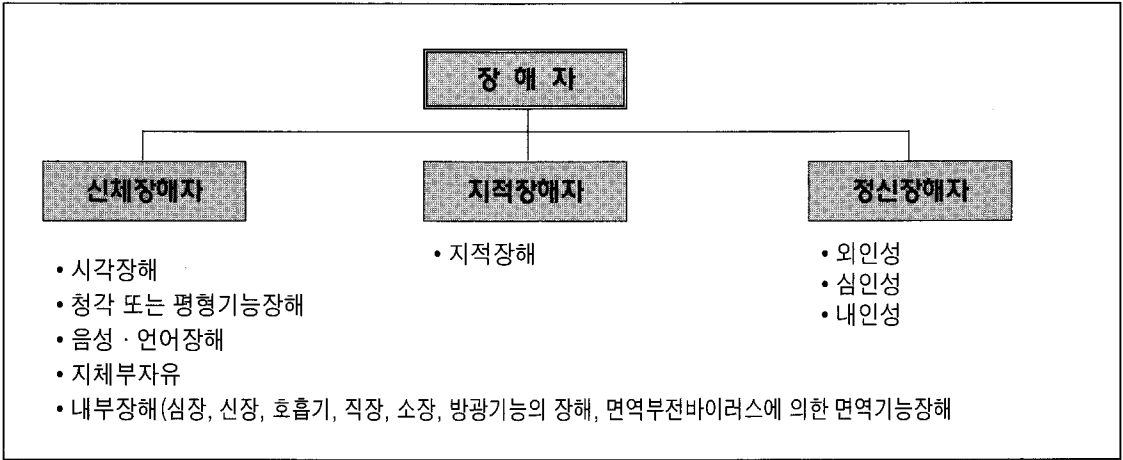 장 해 자
신체장해자
지적장해자
정신장해자
• 시각장해
• 청각 또는 평형기능장해
• 음성 · 언어장해
• 지체부자유
• 내부장해(심장, 신장, 호흡기, 직장, 소장, 방광기능의 장해, 면역부전바이러스에 의한 면역기능장해
• 지적장해
• 외인성
• 심인성
• 내인성